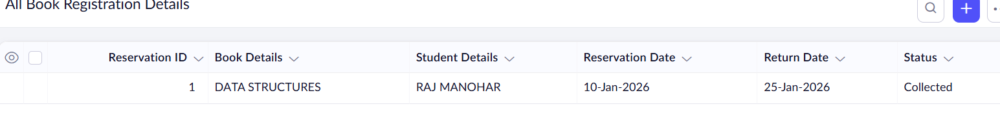 All Book Registration Details
Reservation ID Book Details Student Details Reservation Date Return Date Status
1 DATA STRUCTURES RAJ MANOHAR 10-Jan-2026 25-Jan-2026 Collected